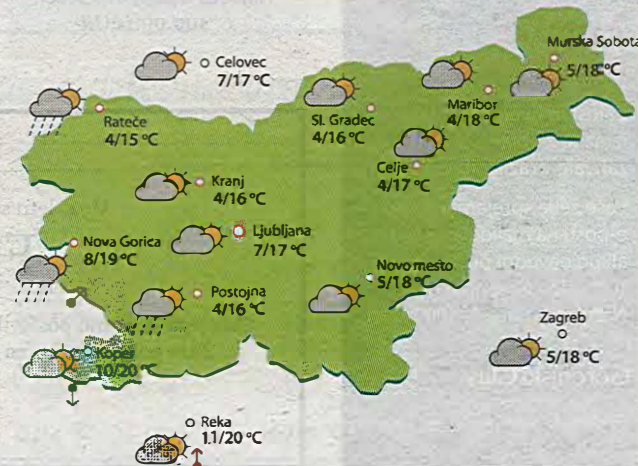 Murska Sobota
5/18 °C
Celovec
7/17 °C
Rateče
4/15 °C
Sl. Gradec
4/16 °C
Maribor
4/18 °C
Celje
4/17 °C
Kranj
4/16 °C
Ljubljana
7/17 °C
Nova Gorica
8/19 °C
Novo mesto
5/18 °C
Postojna
4/16 °C
Zagreb
5/18 °C
Koper
10/20 °C
Reka
11/20 °C